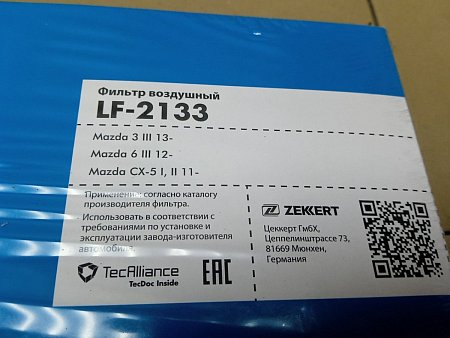 Фильтр воздушный
LF-2133
Mazda 3 III 13-
Mazda 6 III 12-
Mazda CX-5 I, II 11-
Применения согласно каталогу
производителя фильтра.
Использовать в соответствии с
требованиями по установке и
эксплуатации завода-изготовителя
автомобиля.
TecAlliance
TecDoc Inside
EAC
ZEKKERT
Цеккерт ГмбХ,
Цеппелинштрассе 73,
81669 Мюнхен,
Германия